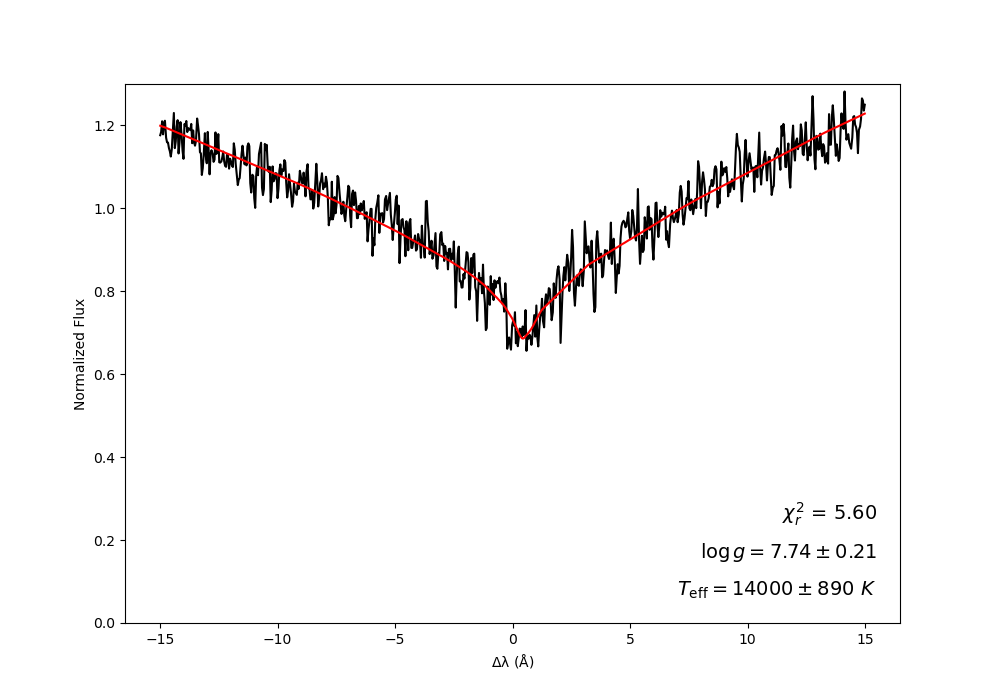 1.2
1.0
0.8
0.6
0.4
0.2
0.0
Normalized Flux
χ²ᵣ = 5.60
log g = 7.74 ± 0.21
T_eff = 14000 ± 890 K
−15 −10 −5 0 5 10 15
Δλ (Å)